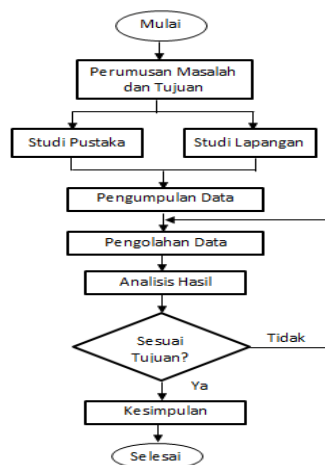 Mulai
Perumusan Masalah
dan Tujuan
Studi Pustaka
Studi Lapangan
Pengumpulan Data
Pengolahan Data
Analisis Hasil
Sesuai
Tujuan?
Tidak
Ya
Kesimpulan
Selesai